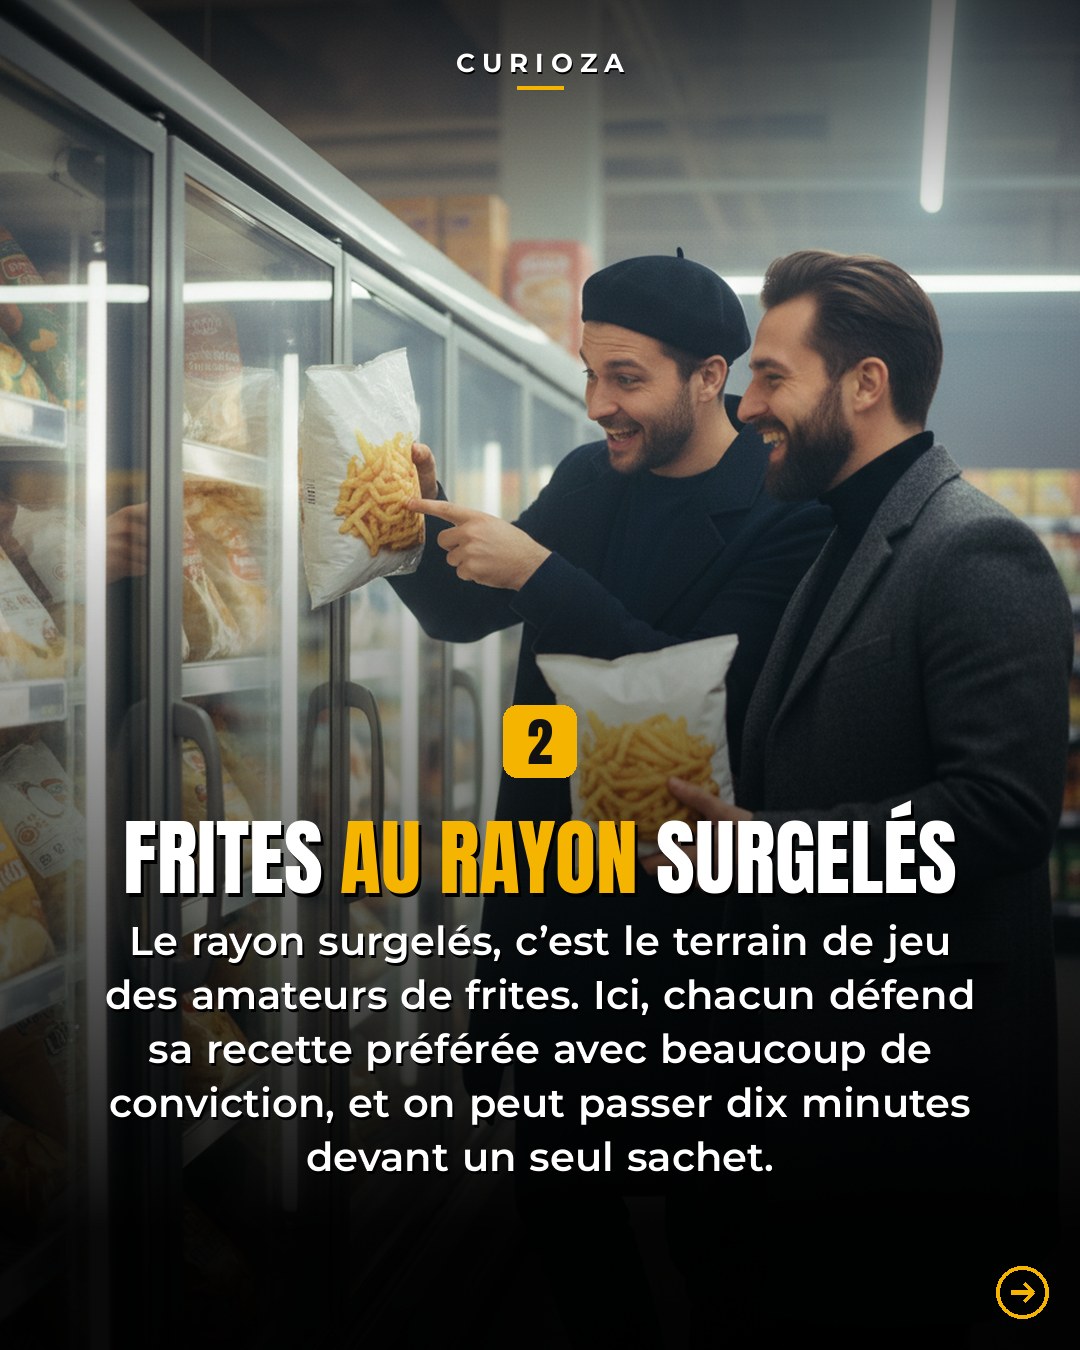 CURIOZA
2
FRITES AU RAYON SURGELÉS
Le rayon surgelés, c’est le terrain de jeu
des amateurs de frites. Ici, chacun défend
sa recette préférée avec beaucoup de
conviction, et on peut passer dix minutes
devant un seul sachet.